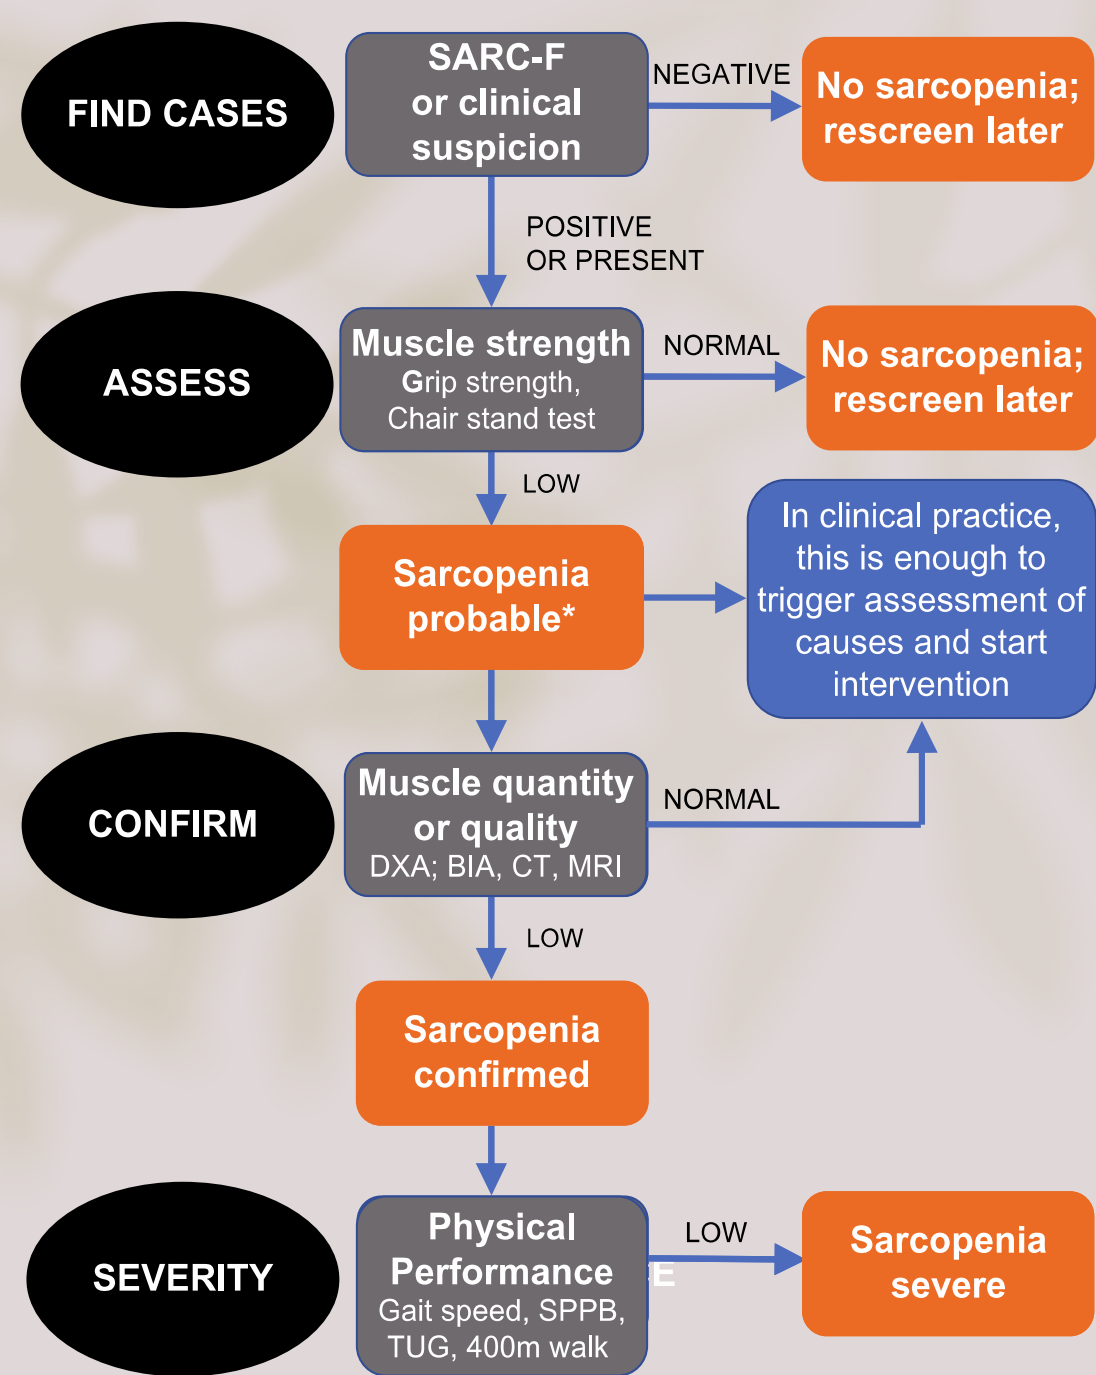 FIND CASES
SARC-F
or clinical
suspicion
NEGATIVE
No sarcopenia;
rescreen later
POSITIVE
OR PRESENT
ASSESS
Muscle strength
Grip strength,
Chair stand test
NORMAL
No sarcopenia;
rescreen later
LOW
Sarcopenia
probable*
In clinical practice,
this is enough to
trigger assessment of
causes and start
intervention
CONFIRM
Muscle quantity
or quality
DXA; BIA, CT, MRI
NORMAL
LOW
Sarcopenia
confirmed
SEVERITY
Physical
Performance
Gait speed, SPPB,
TUG, 400m walk
LOW
Sarcopenia
severe